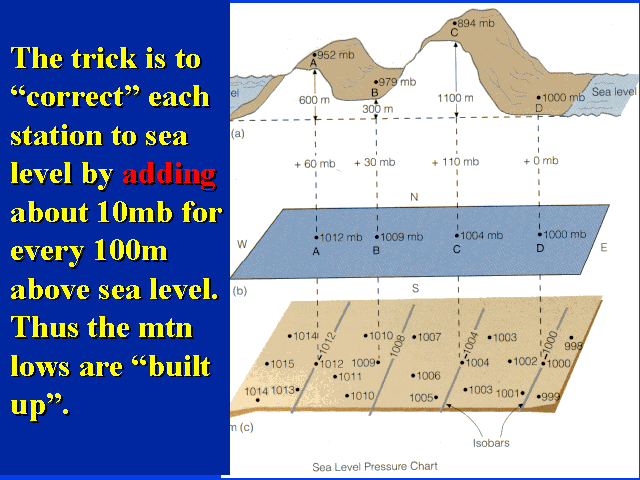 The trick is to
“correct” each
station to sea
level by adding
about 10mb for
every 100m
above sea level.
Thus the mtn
lows are “built
up”.
894 mb
C
952 mb
A
979 mb
B
1000 mb
D
el
Sea level
600 m
300 m
1100 m
(a)
+ 60 mb
+ 30 mb
+ 110 mb
+ 0 mb
N
W
1012 mb
1009 mb
1004 mb
1000 mb
E
A
B
C
D
(b)
S
1014
1012
1010
1008
1007
1004
1003
1000
998
1015
1012
1009
1004
1002
1000
1011
1006
1014
1013
1010
1005
1003
1001
999
m (c)
Isobars
Sea Level Pressure Chart